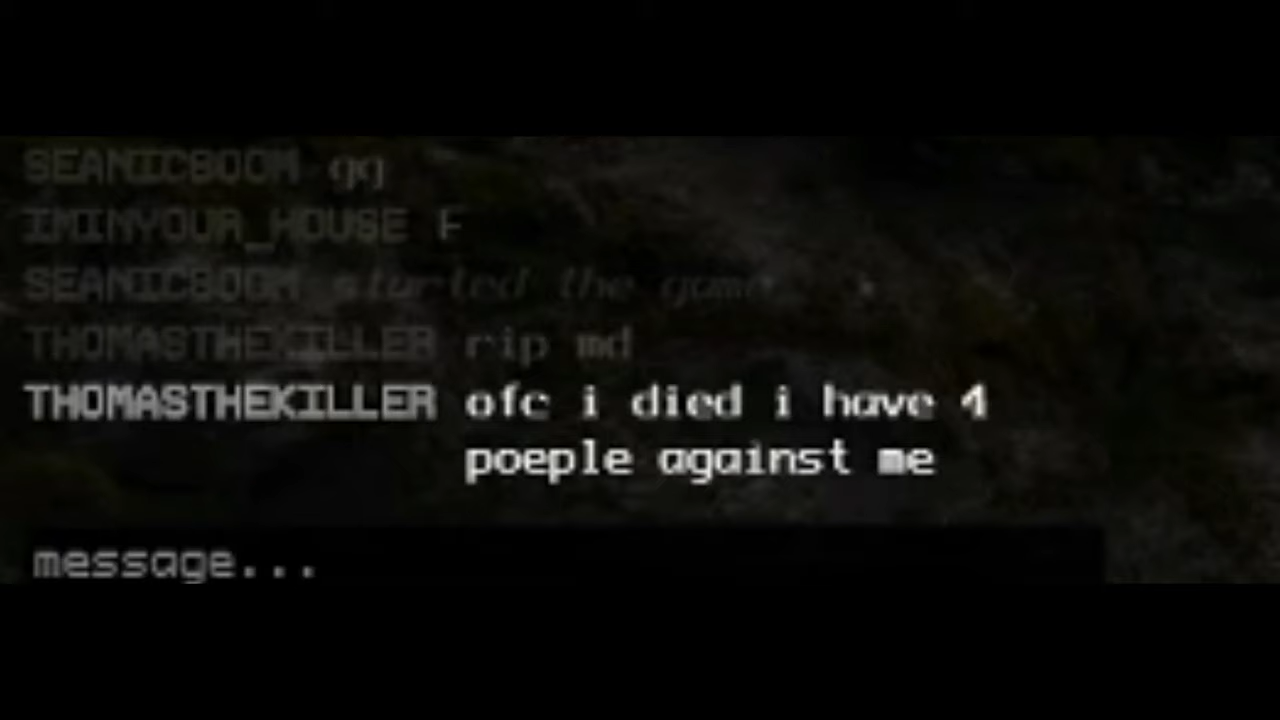 SEANICBOOM gg
IMINYOUR_HOUSE F
SEANICBOOM started the game
THOMASTHEKILLER rip md
THOMASTHEKILLER ofc i died i have 4
poeple against me
message...